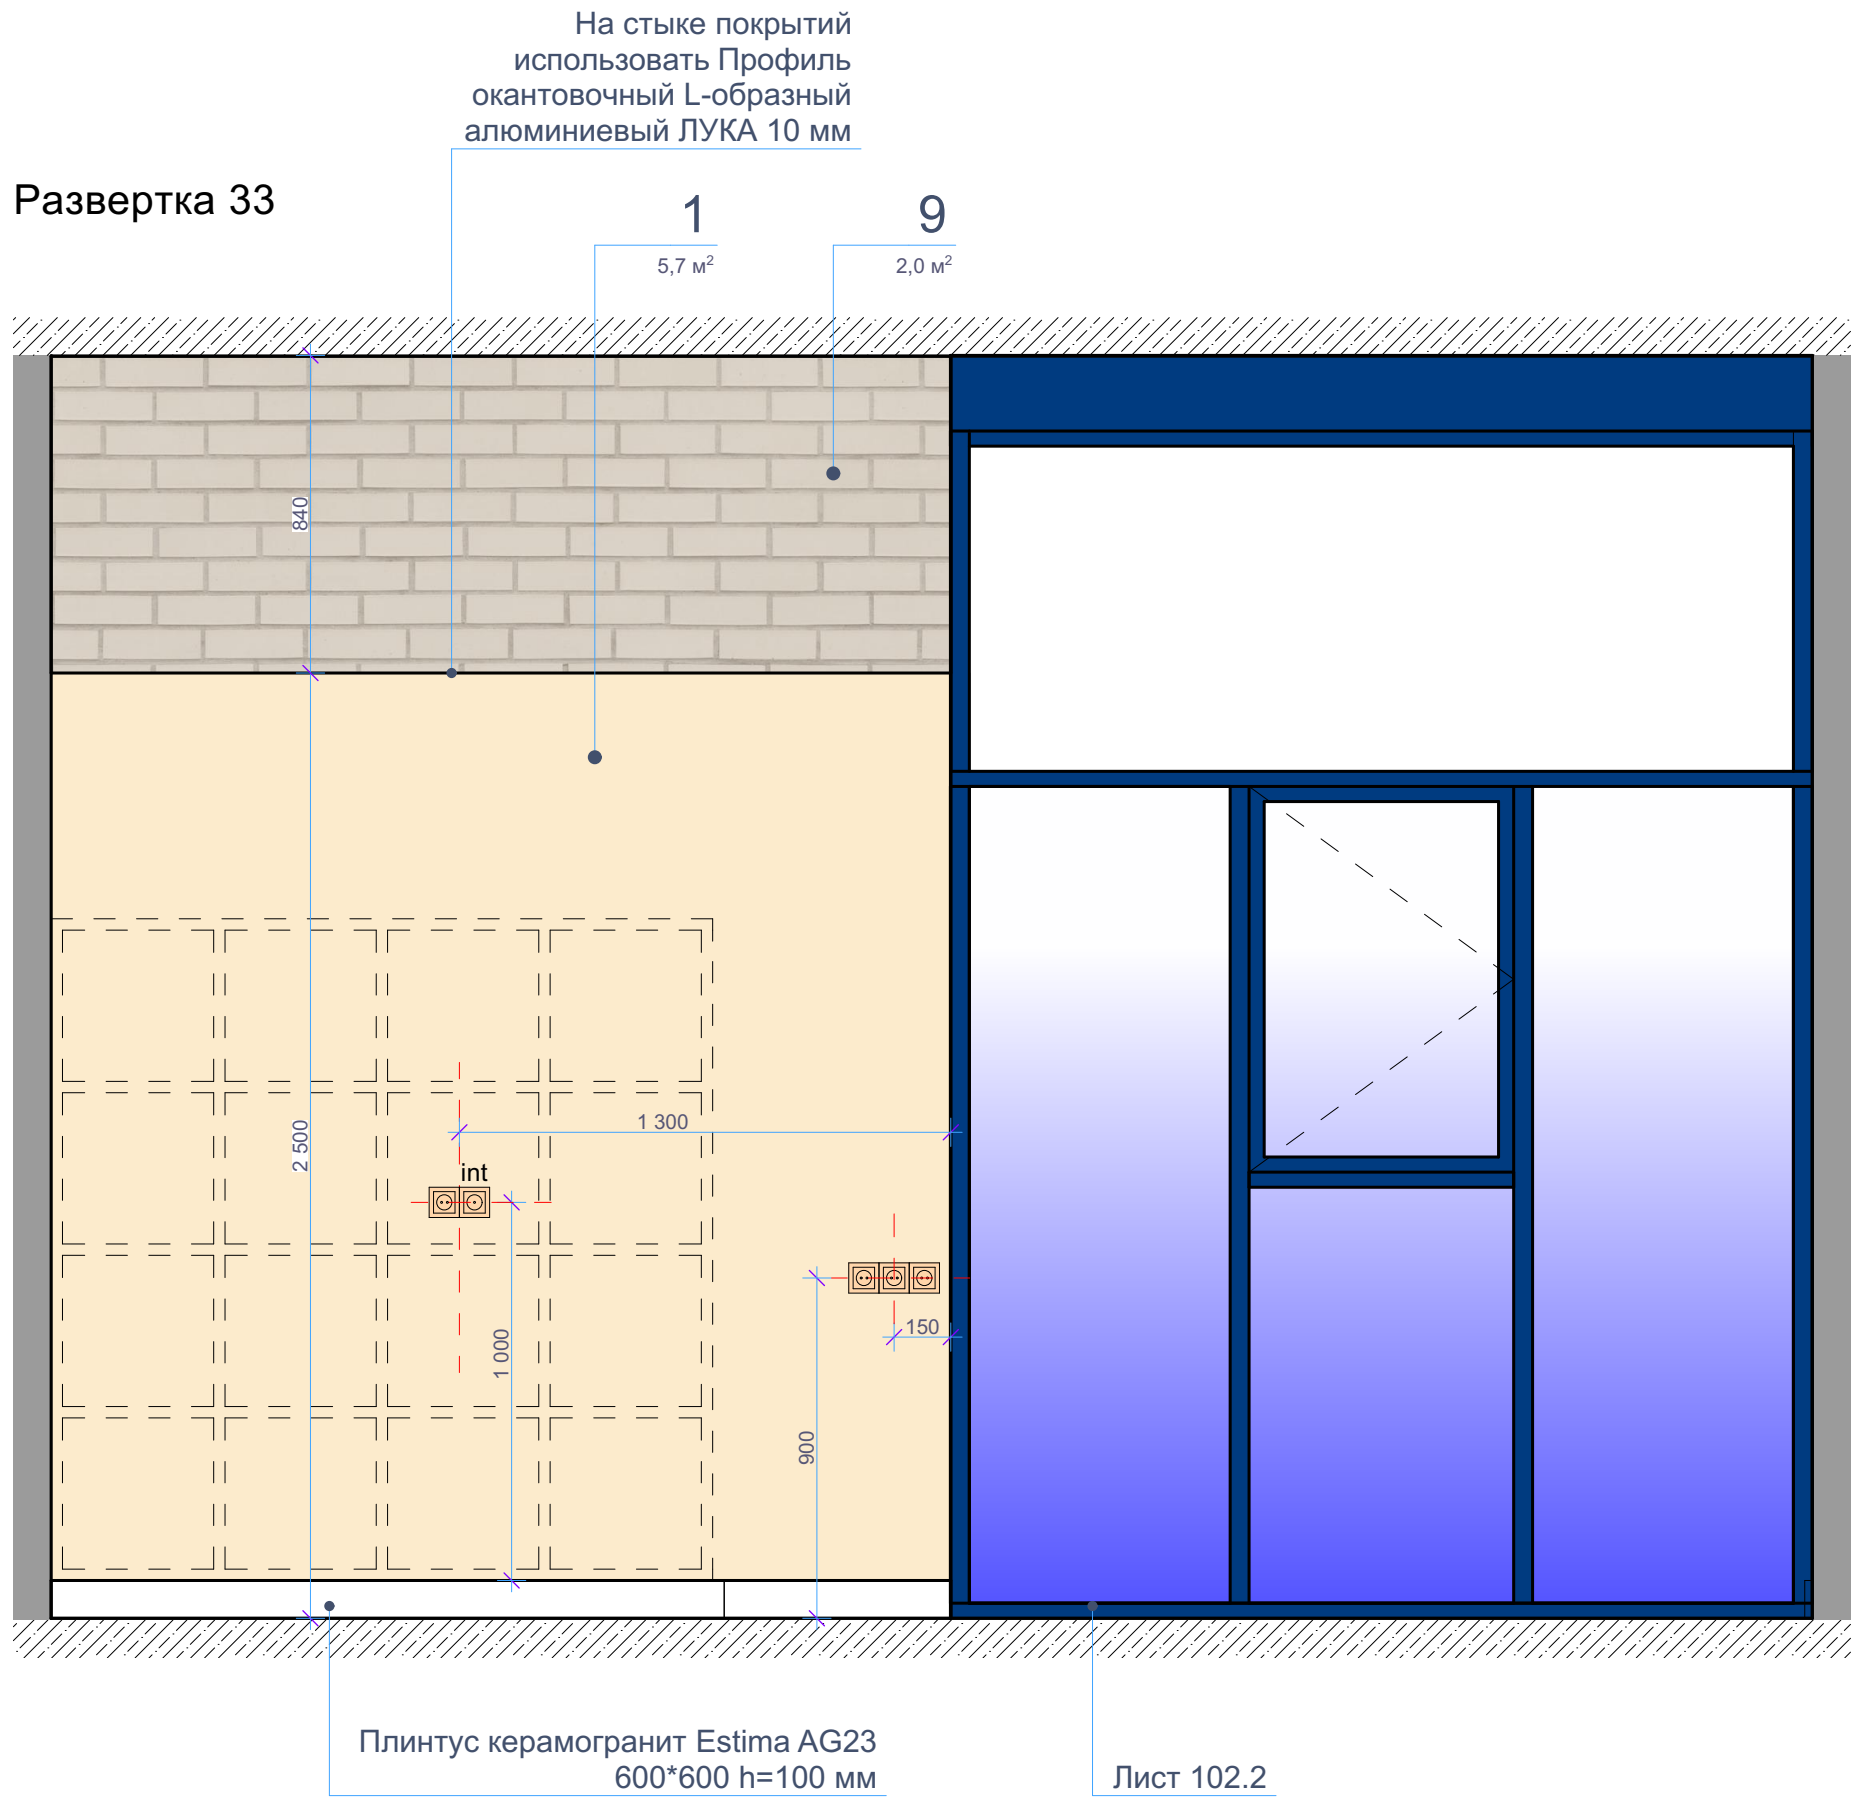 На стыке покрытий
использовать Профиль
окантовочный L-образный
алюминиевый ЛУКА 10 мм
Развертка 33
1
5,7 м²
9
2,0 м²
840
2 500
1 300
int
1 000
150
900
Плинтус керамогранит Estima AG23
600*600 h=100 мм
Лист 102.2